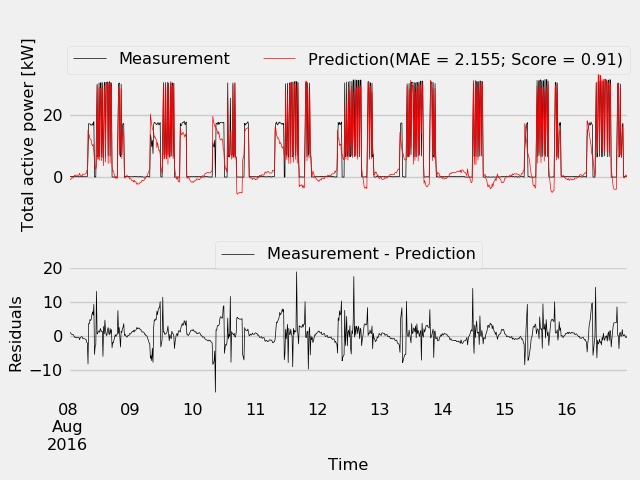 Measurement
Prediction(MAE = 2.155; Score = 0.91)
Total active power [kW]
20
0
Measurement - Prediction
Residuals
20
10
0
−10
08 09 10 11 12 13 14 15 16
Aug
2016
Time